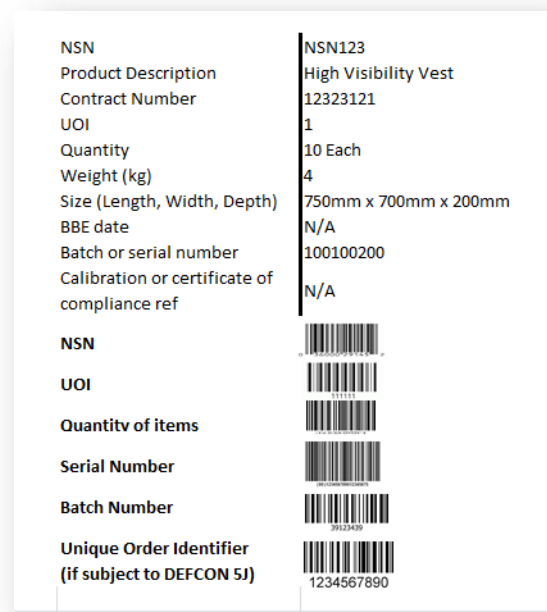 NSN NSN123
Product Description High Visibility Vest
Contract Number 12323121
UOI 1
Quantity 10 Each
Weight (kg) 4
Size (Length, Width, Depth) 750mm x 700mm x 200mm
BBE date N/A
Batch or serial number 100100200
Calibration or certificate of
compliance ref N/A
NSN
UOI
111111
Quantity of items
Serial Number
Batch Number
39123439
Unique Order Identifier
(if subject to DEFCON 5J)
1234567890